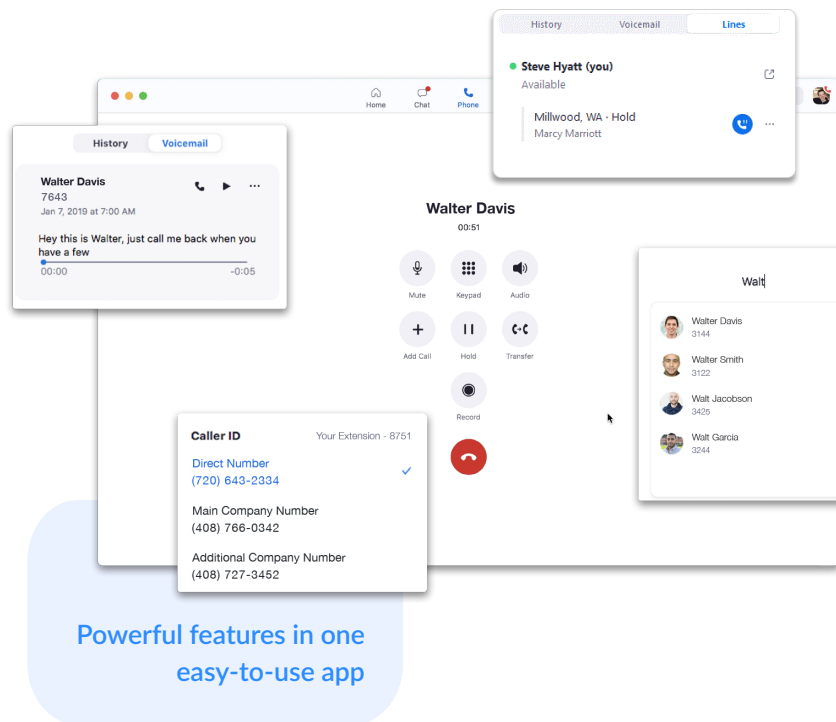 History Voicemail Lines
Steve Hyatt (you)
Available
Millwood, WA · Hold
Marcy Marriott
Home Chat Phone
History Voicemail
Walter Davis
7643
Jan 7, 2019 at 7:00 AM
Hey this is Walter, just call me back when you
have a few
00:00 -0:05
Walter Davis
00:51
Mute Keypad Audio
Add Call Hold Transfer
Record
Walt
Walter Davis
3144
Walter Smith
3122
Walt Jacobson
3425
Walt Garcia
3244
Caller ID Your Extension - 8751
Direct Number
(720) 643-2334
Main Company Number
(408) 766-0342
Additional Company Number
(408) 727-3452
Powerful features in one
easy-to-use app